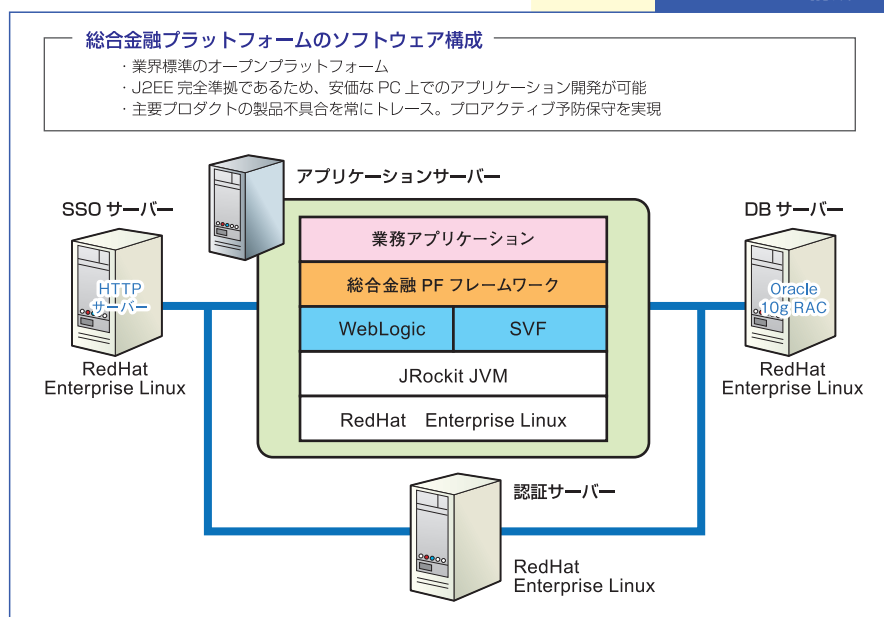 総合金融プラットフォームのソフトウェア構成
・業界標準のオープンプラットフォーム
・J2EE 完全準拠であるため、安価な PC 上でのアプリケーション開発が可能
・主要プロダクトの製品不具合を常にトレース。プロアクティブ予防保守を実現
アプリケーションサーバー
SSO サーバー
DB サーバー
業務アプリケーション
総合金融 PF フレームワーク
HTTP
サーバー
Oracle
10g RAC
WebLogic
SVF
JRockit JVM
RedHat Enterprise Linux
RedHat
Enterprise Linux
RedHat
Enterprise Linux
認証サーバー
RedHat
Enterprise Linux